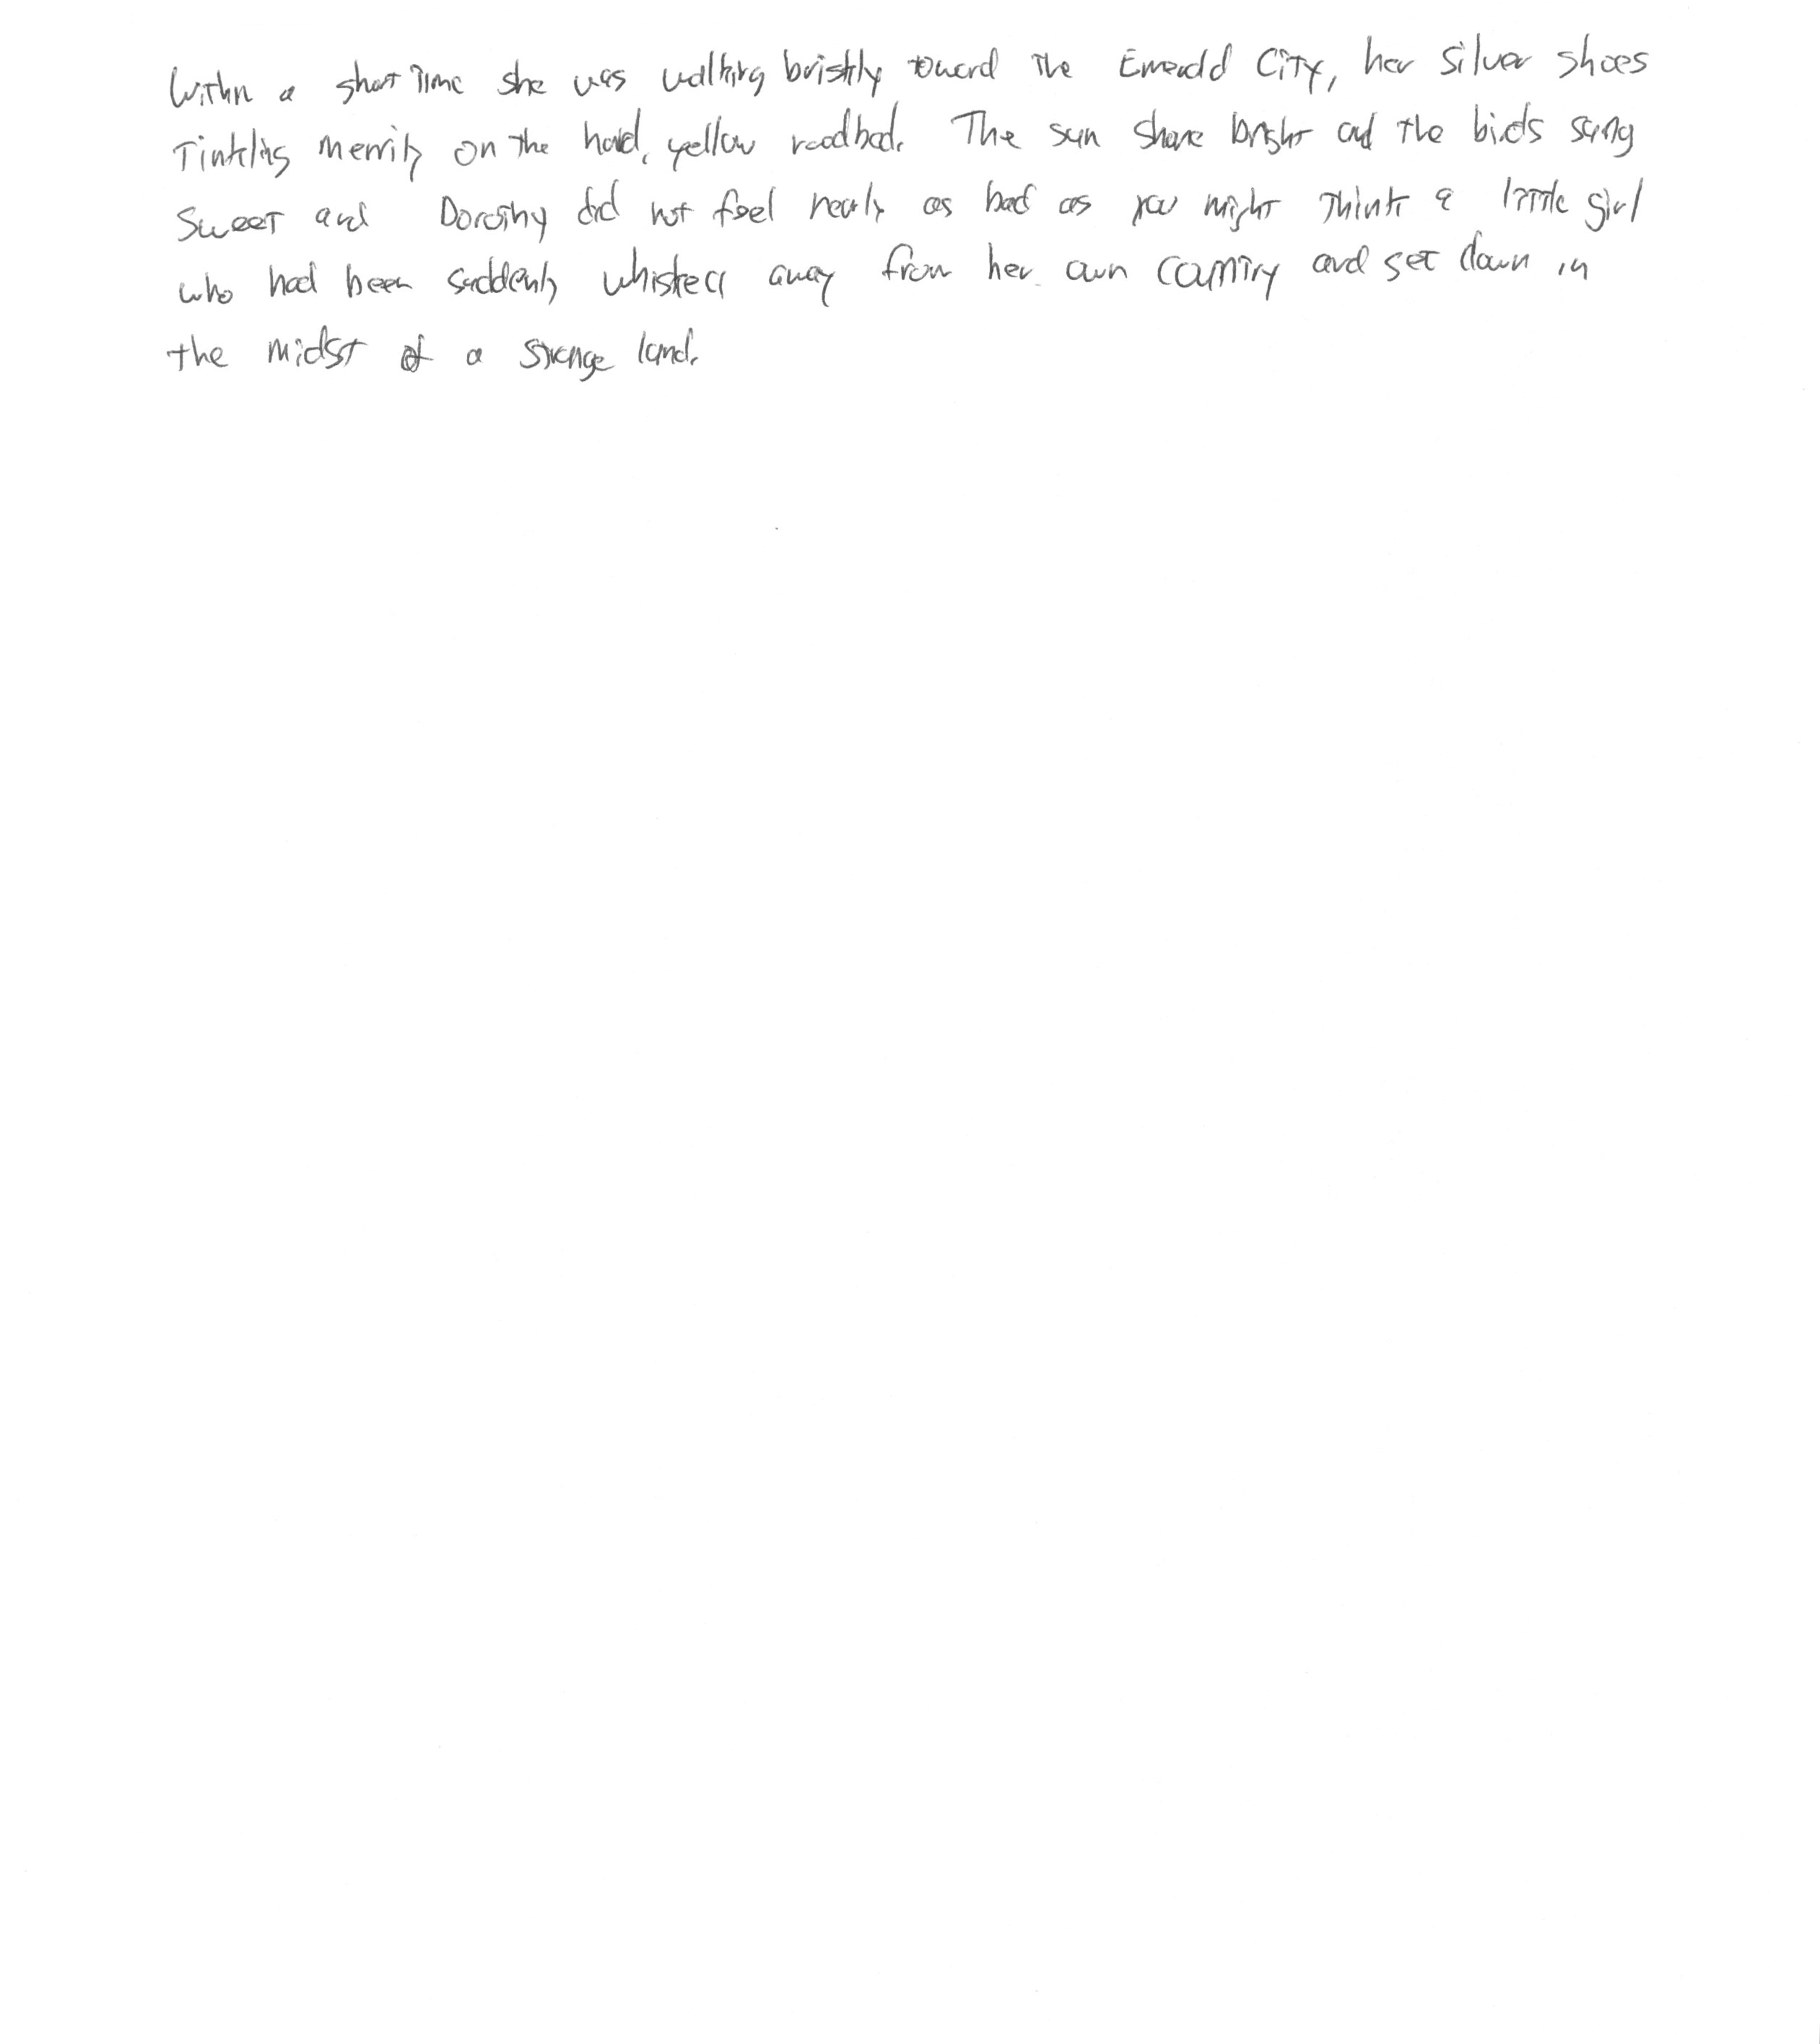 Within a short time she was walking briskly toward the Emerald City, her silver shoes
Tinkling merrily on the hard, yellow roadbed. The sun shone bright and the birds sung
sweet and Dorothy did not feel nearly as bad as you might think a little girl
who had been suddenly whisked away from her own country and set down in
the midst of a strange land.